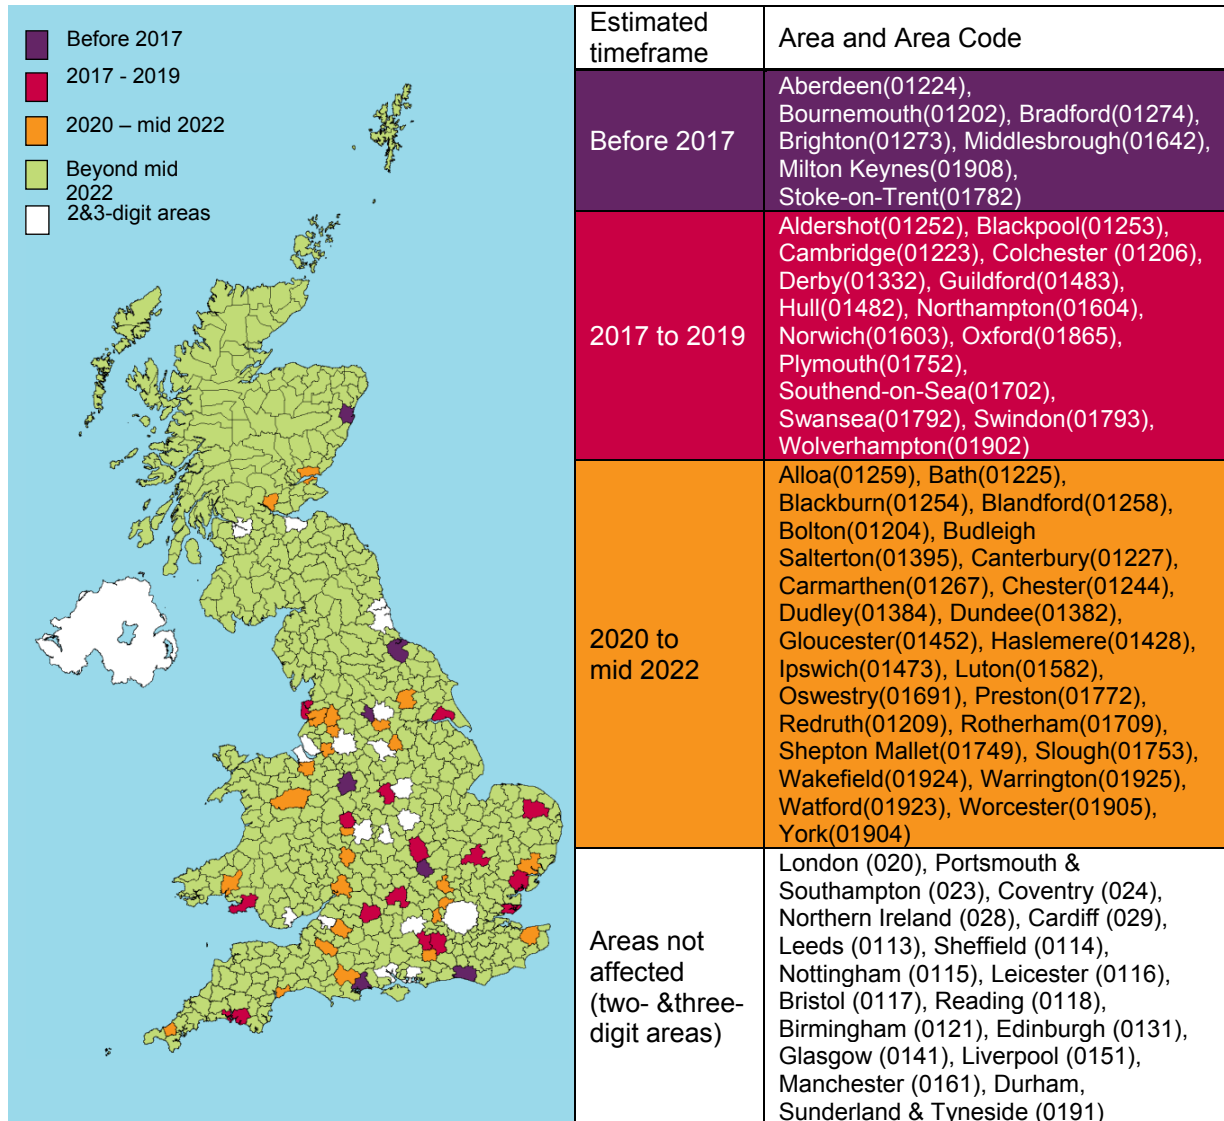 Before 2017
2017 - 2019
2020 – mid 2022
Beyond mid
2022
2&3-digit areas
Estimated
timeframe
Area and Area Code
Before 2017
Aberdeen(01224),
Bournemouth(01202), Bradford(01274),
Brighton(01273), Middlesbrough(01642),
Milton Keynes(01908),
Stoke-on-Trent(01782)
2017 to 2019
Aldershot(01252), Blackpool(01253),
Cambridge(01223), Colchester (01206),
Derby(01332), Guildford(01483),
Hull(01482), Northampton(01604),
Norwich(01603), Oxford(01865),
Plymouth(01752),
Southend-on-Sea(01702),
Swansea(01792), Swindon(01793),
Wolverhampton(01902)
2020 to
mid 2022
Alloa(01259), Bath(01225),
Blackburn(01254), Blandford(01258),
Bolton(01204), Budleigh
Salterton(01395), Canterbury(01227),
Carmarthen(01267), Chester(01244),
Dudley(01384), Dundee(01382),
Gloucester(01452), Haslemere(01428),
Ipswich(01473), Luton(01582),
Oswestry(01691), Preston(01772),
Redruth(01209), Rotherham(01709),
Shepton Mallet(01749), Slough(01753),
Wakefield(01924), Warrington(01925),
Watford(01923), Worcester(01905),
York(01904)
Areas not
affected
(two- &three-
digit areas)
London (020), Portsmouth &
Southampton (023), Coventry (024),
Northern Ireland (028), Cardiff (029),
Leeds (0113), Sheffield (0114),
Nottingham (0115), Leicester (0116),
Bristol (0117), Reading (0118),
Birmingham (0121), Edinburgh (0131),
Glasgow (0141), Liverpool (0151),
Manchester (0161), Durham,
Sunderland & Tyneside (0191)